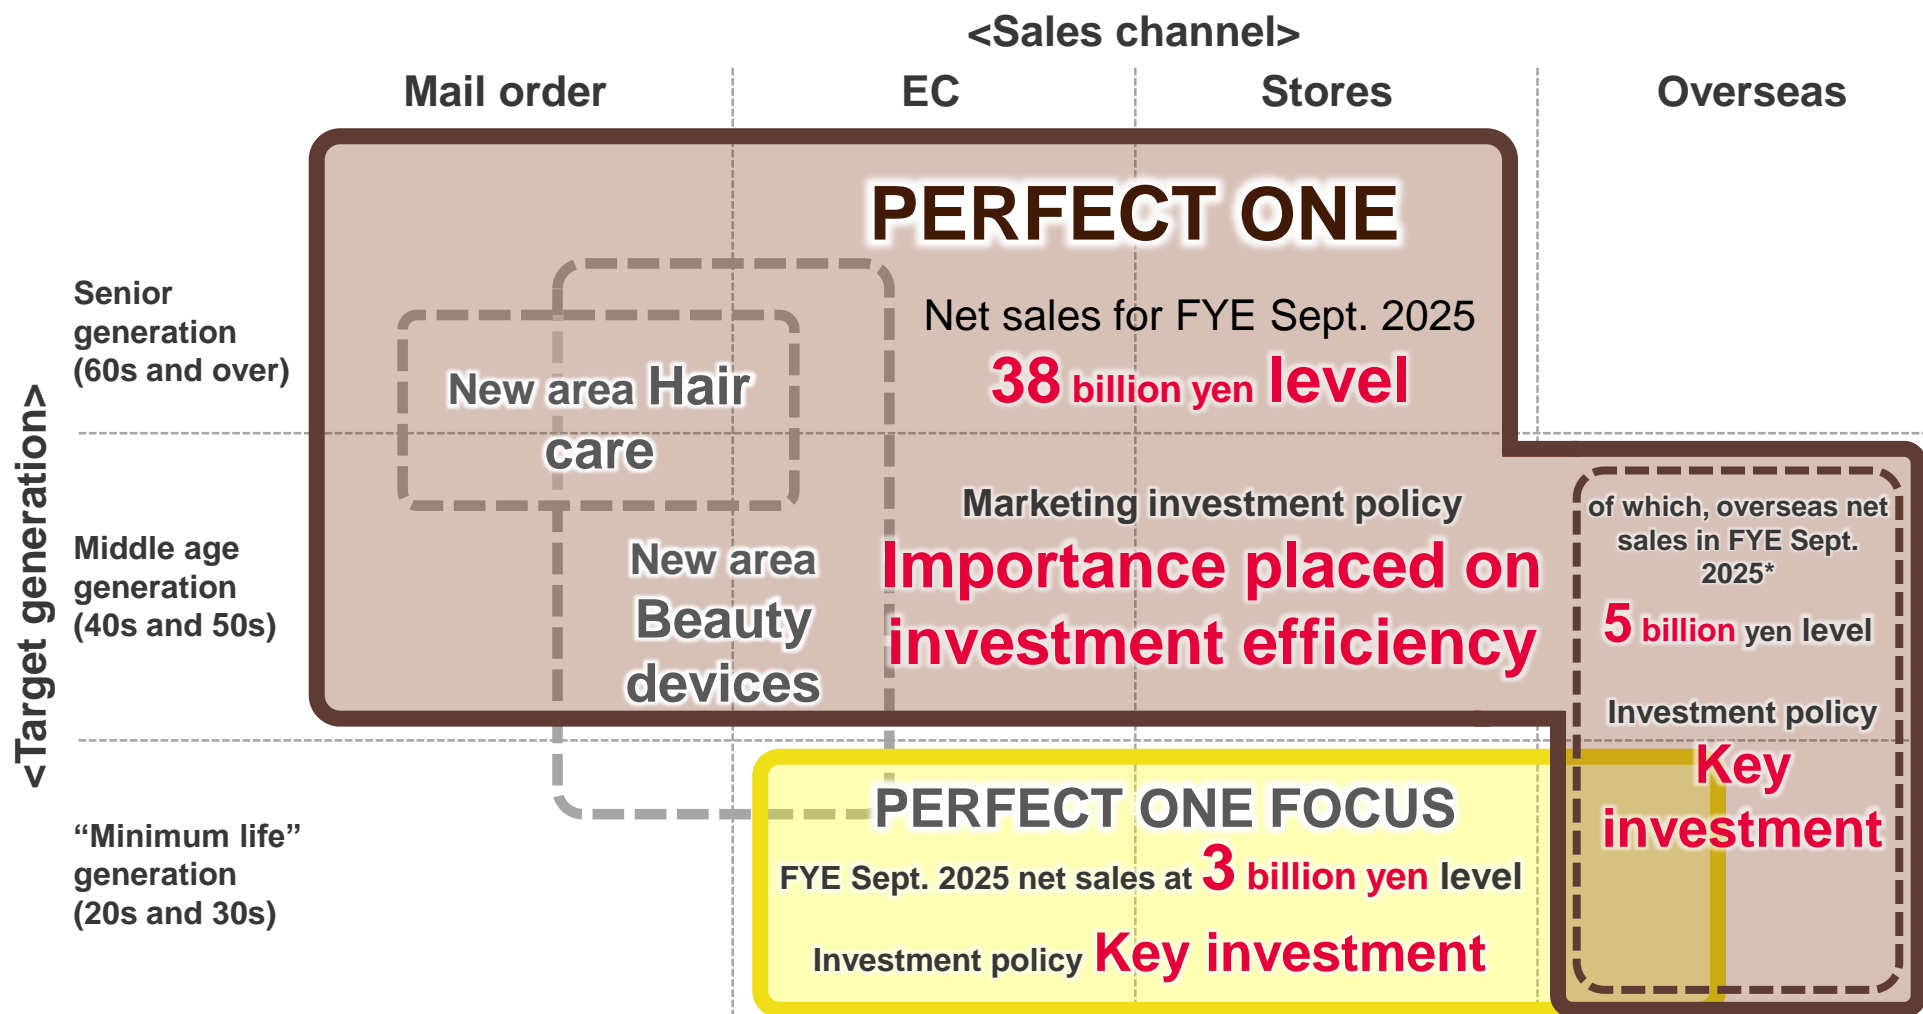 <Sales channel>
Mail order
EC
Stores
Overseas
<Target generation>
Senior
generation
(60s and over)
Middle age
generation
(40s and 50s)
“Minimum life”
generation
(20s and 30s)
PERFECT ONE
Net sales for FYE Sept. 2025
38 billion yen level
New area Hair
care
New area
Beauty
devices
Marketing investment policy
Importance placed on
investment efficiency
of which, overseas net
sales in FYE Sept.
2025*
5 billion yen level
Investment policy
Key
investment
PERFECT ONE FOCUS
FYE Sept. 2025 net sales at 3 billion yen level
Investment policy Key investment